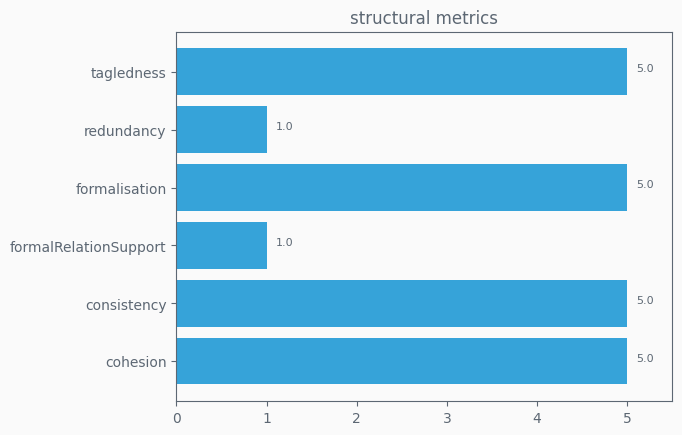 structural metrics
tagledness
5.0
redundancy
1.0
formalisation
5.0
formalRelationSupport
1.0
consistency
5.0
cohesion
5.0
0 1 2 3 4 5